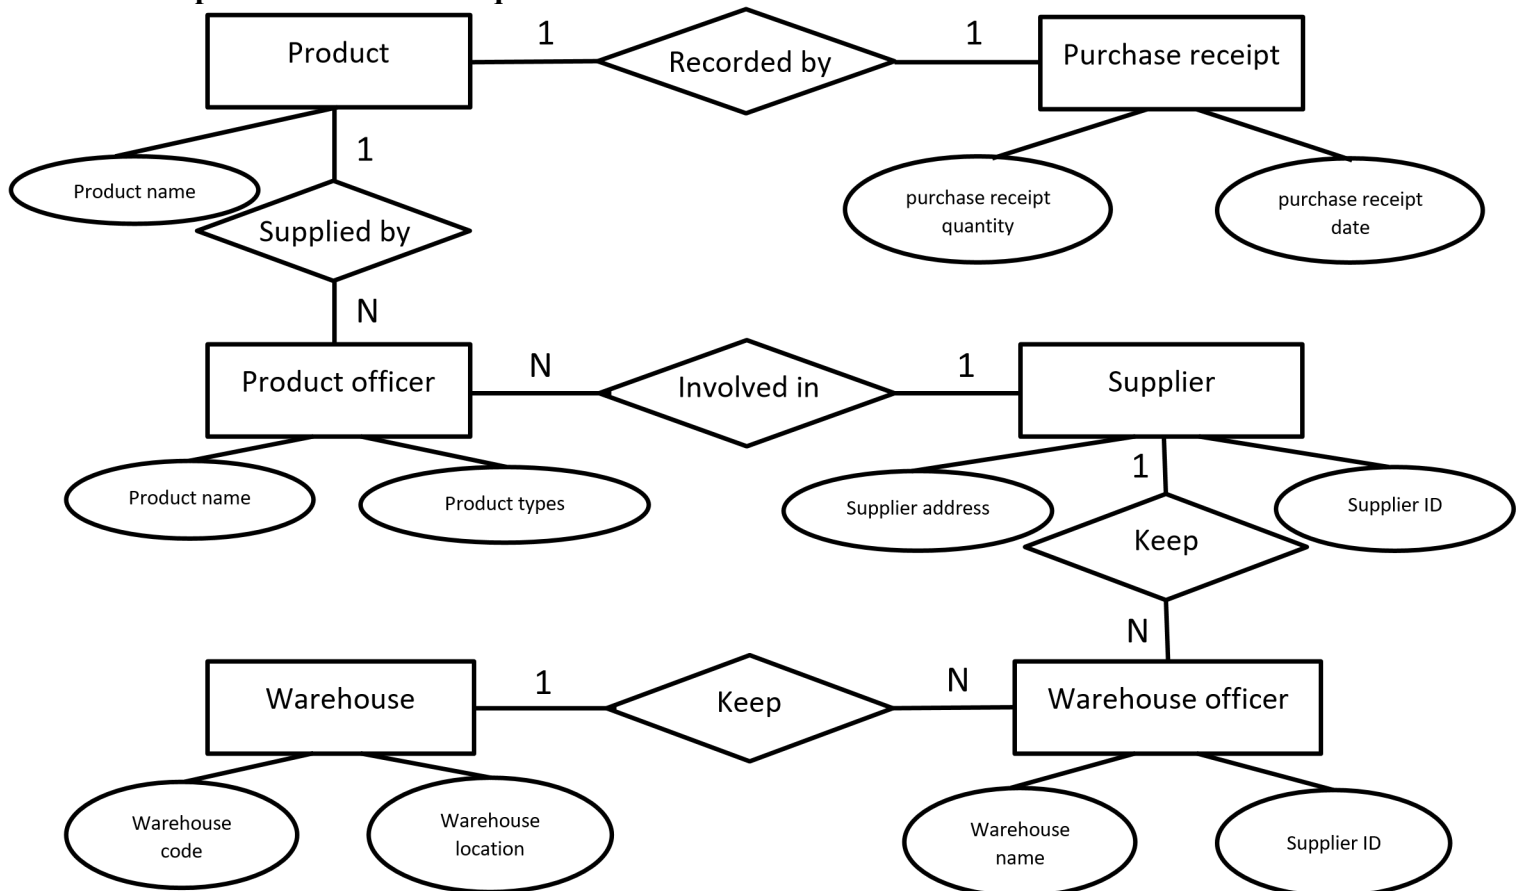 Product
1
Recorded by
1
Purchase receipt
Product name
1
Supplied by
N
purchase receipt
quantity
purchase receipt
date
Product officer
N
Involved in
1
Supplier
Product name
Product types
Supplier address
1
Keep
Supplier ID
N
Warehouse
1
Keep
N
Warehouse officer
Warehouse
code
Warehouse
location
Warehouse
name
Supplier ID